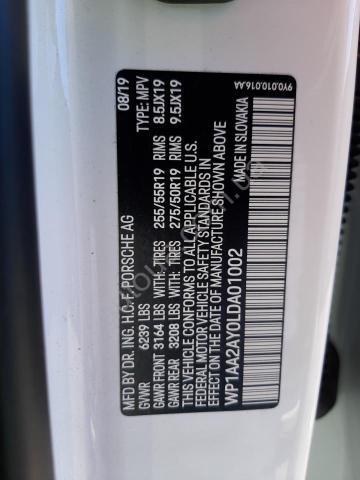 MFD BY DR. ING. H.C.F. PORSCHE AG 08/19
GVWR 6239 LBS TYPE: MPV
GAWR FRONT 3164 LBS WITH: TIRES 255/55R19 RIMS 8.5JX19
GAWR REAR 3208 LBS WITH: TIRES 275/50R19 RIMS 9.5JX19
THIS VEHICLE CONFORMS TO ALL APPLICABLE U.S.
FEDERAL MOTOR VEHICLE SAFETY STANDARDS IN EFFECT
ON THE DATE OF MANUFACTURE SHOWN ABOVE.
WP1AA2AY0LDA01002 MADE IN SLOVAKIA
9Y0.010.016.AA